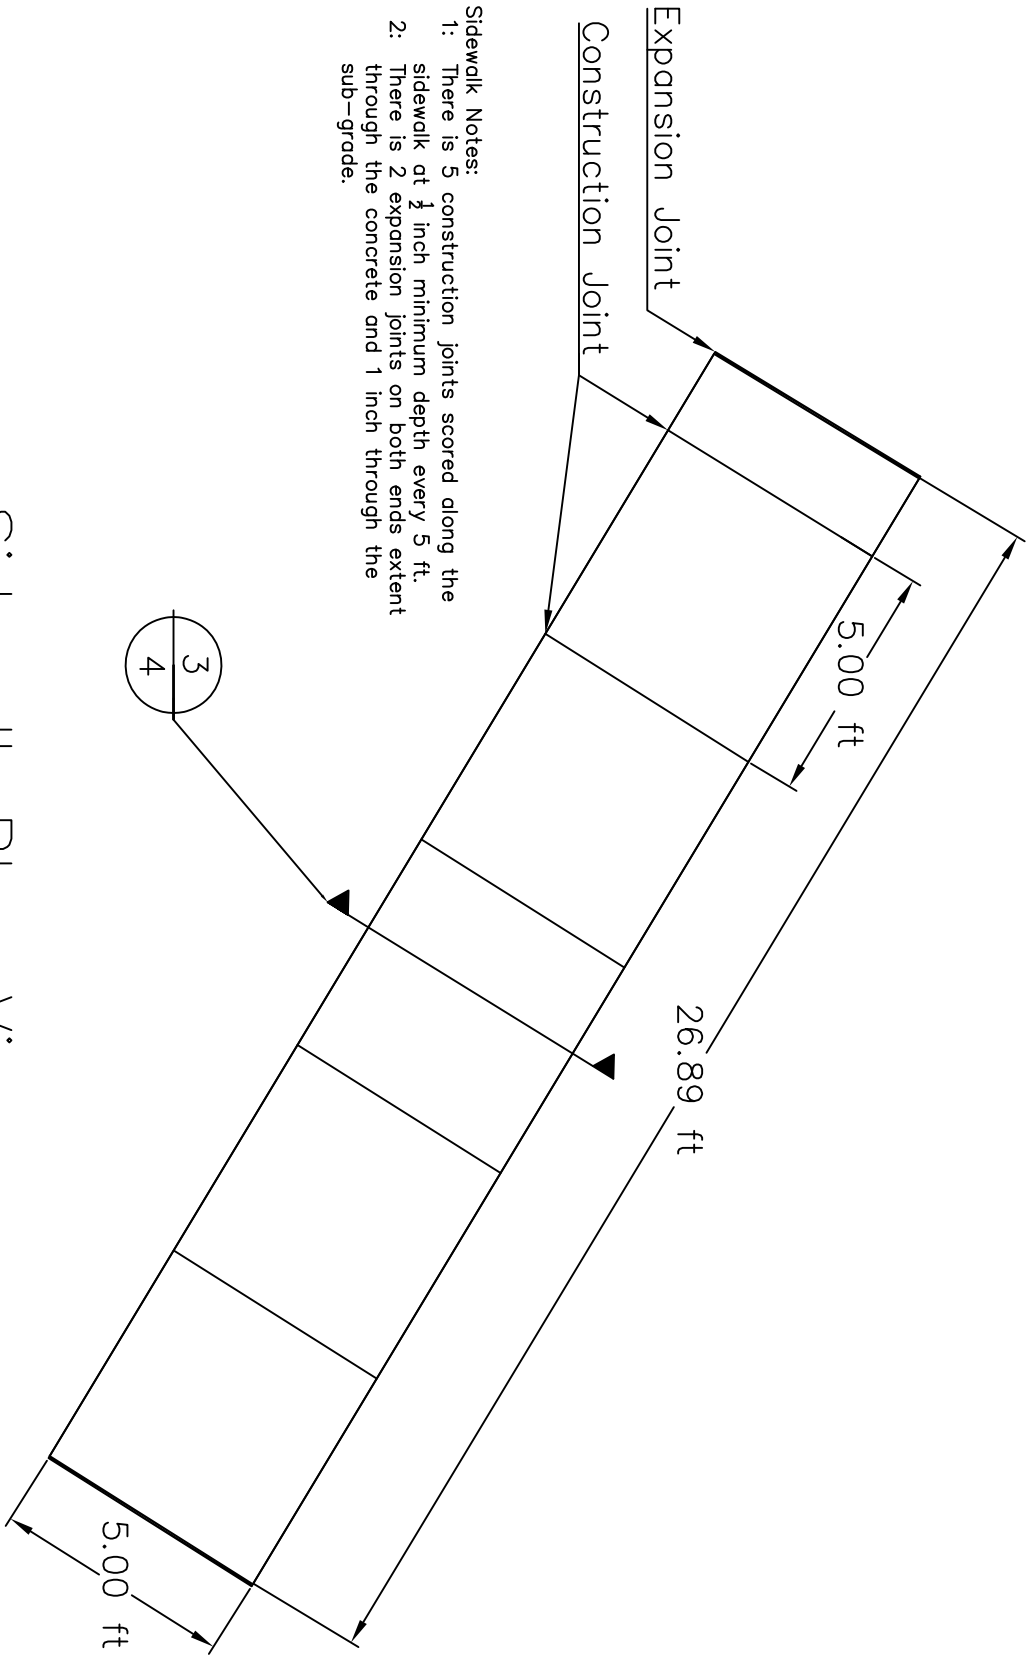 Expansion Joint
Construction Joint
Sidewalk Notes:
1: There is 5 construction joints scored along the
sidewalk at ½ inch minimum depth every 5 ft.
2: There is 2 expansion joints on both ends extent
through the concrete and 1 inch through the
sub-grade.
5.00 ft
26.89 ft
3
4
5.00 ft